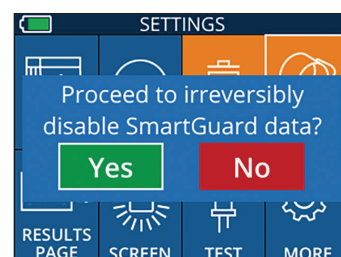 SETTINGS
Proceed to irreversibly
disable SmartGuard data?
Yes
No
RESULTS
PAGE
SCREEN
TEST
MORE